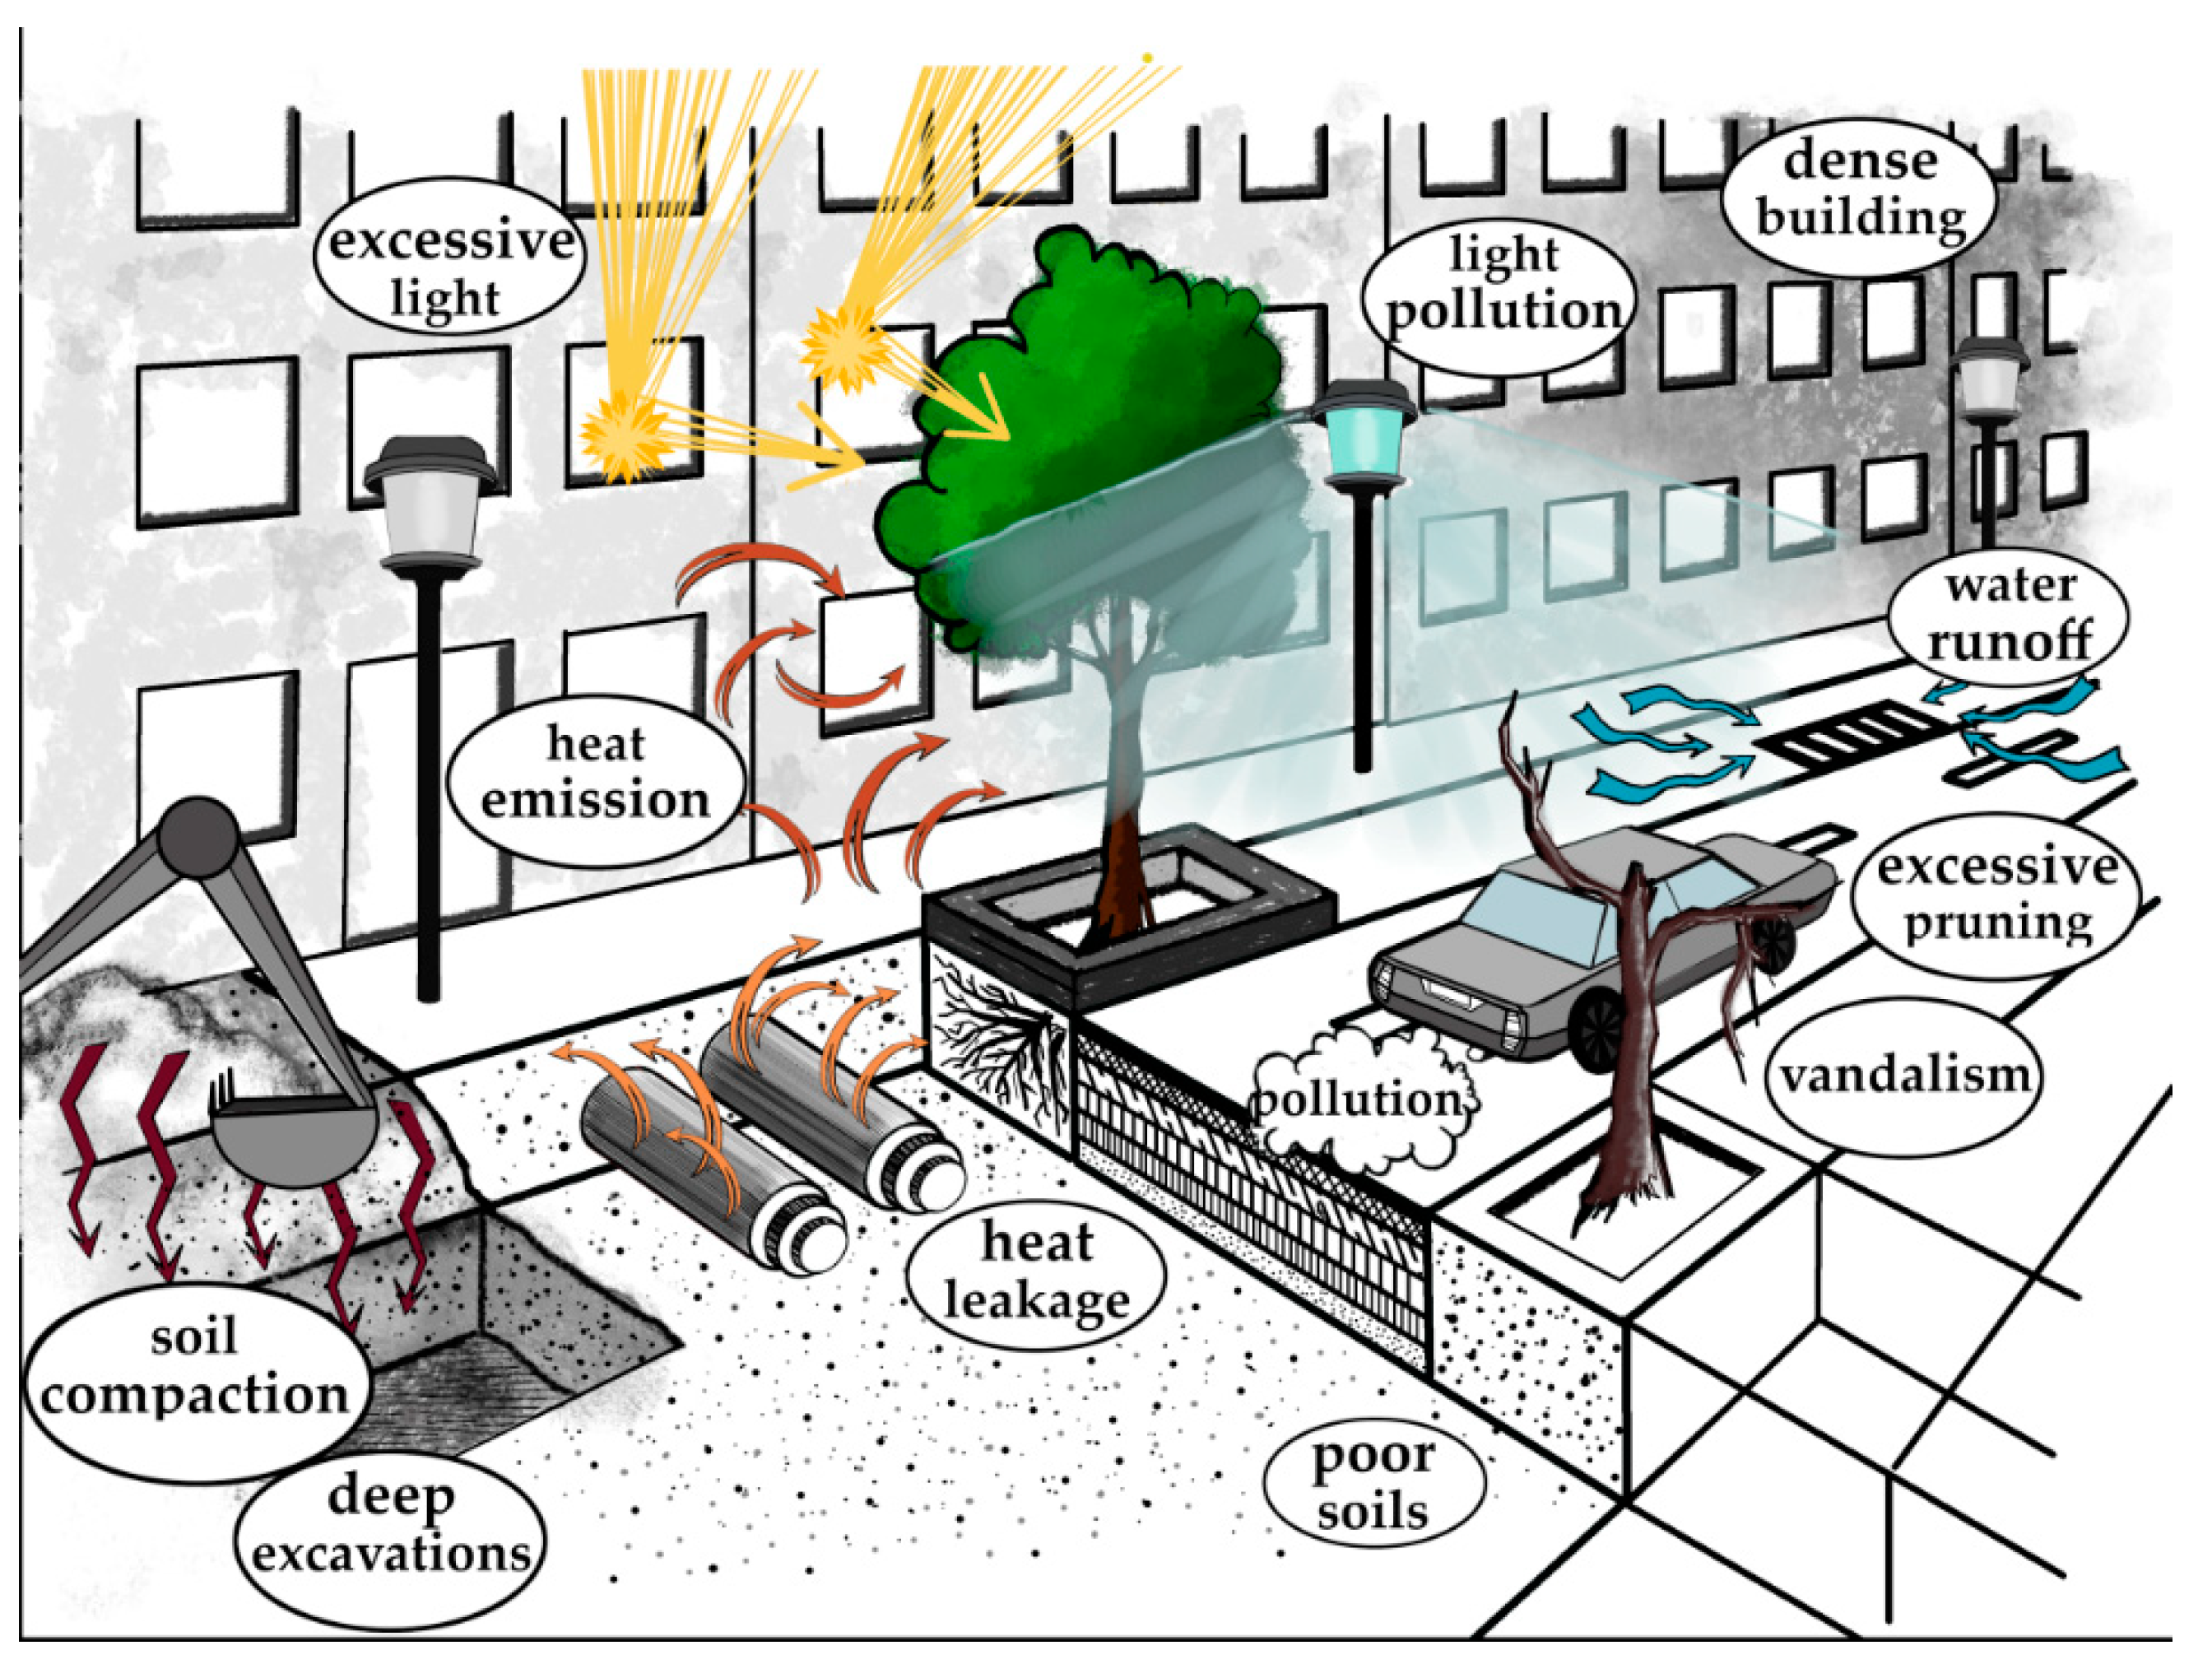 dense
building
excessive
light
light
pollution
water
runoff
heat
emission
excessive
pruning
vandalism
pollution
heat
leakage
soil
compaction
poor
soils
deep
excavations